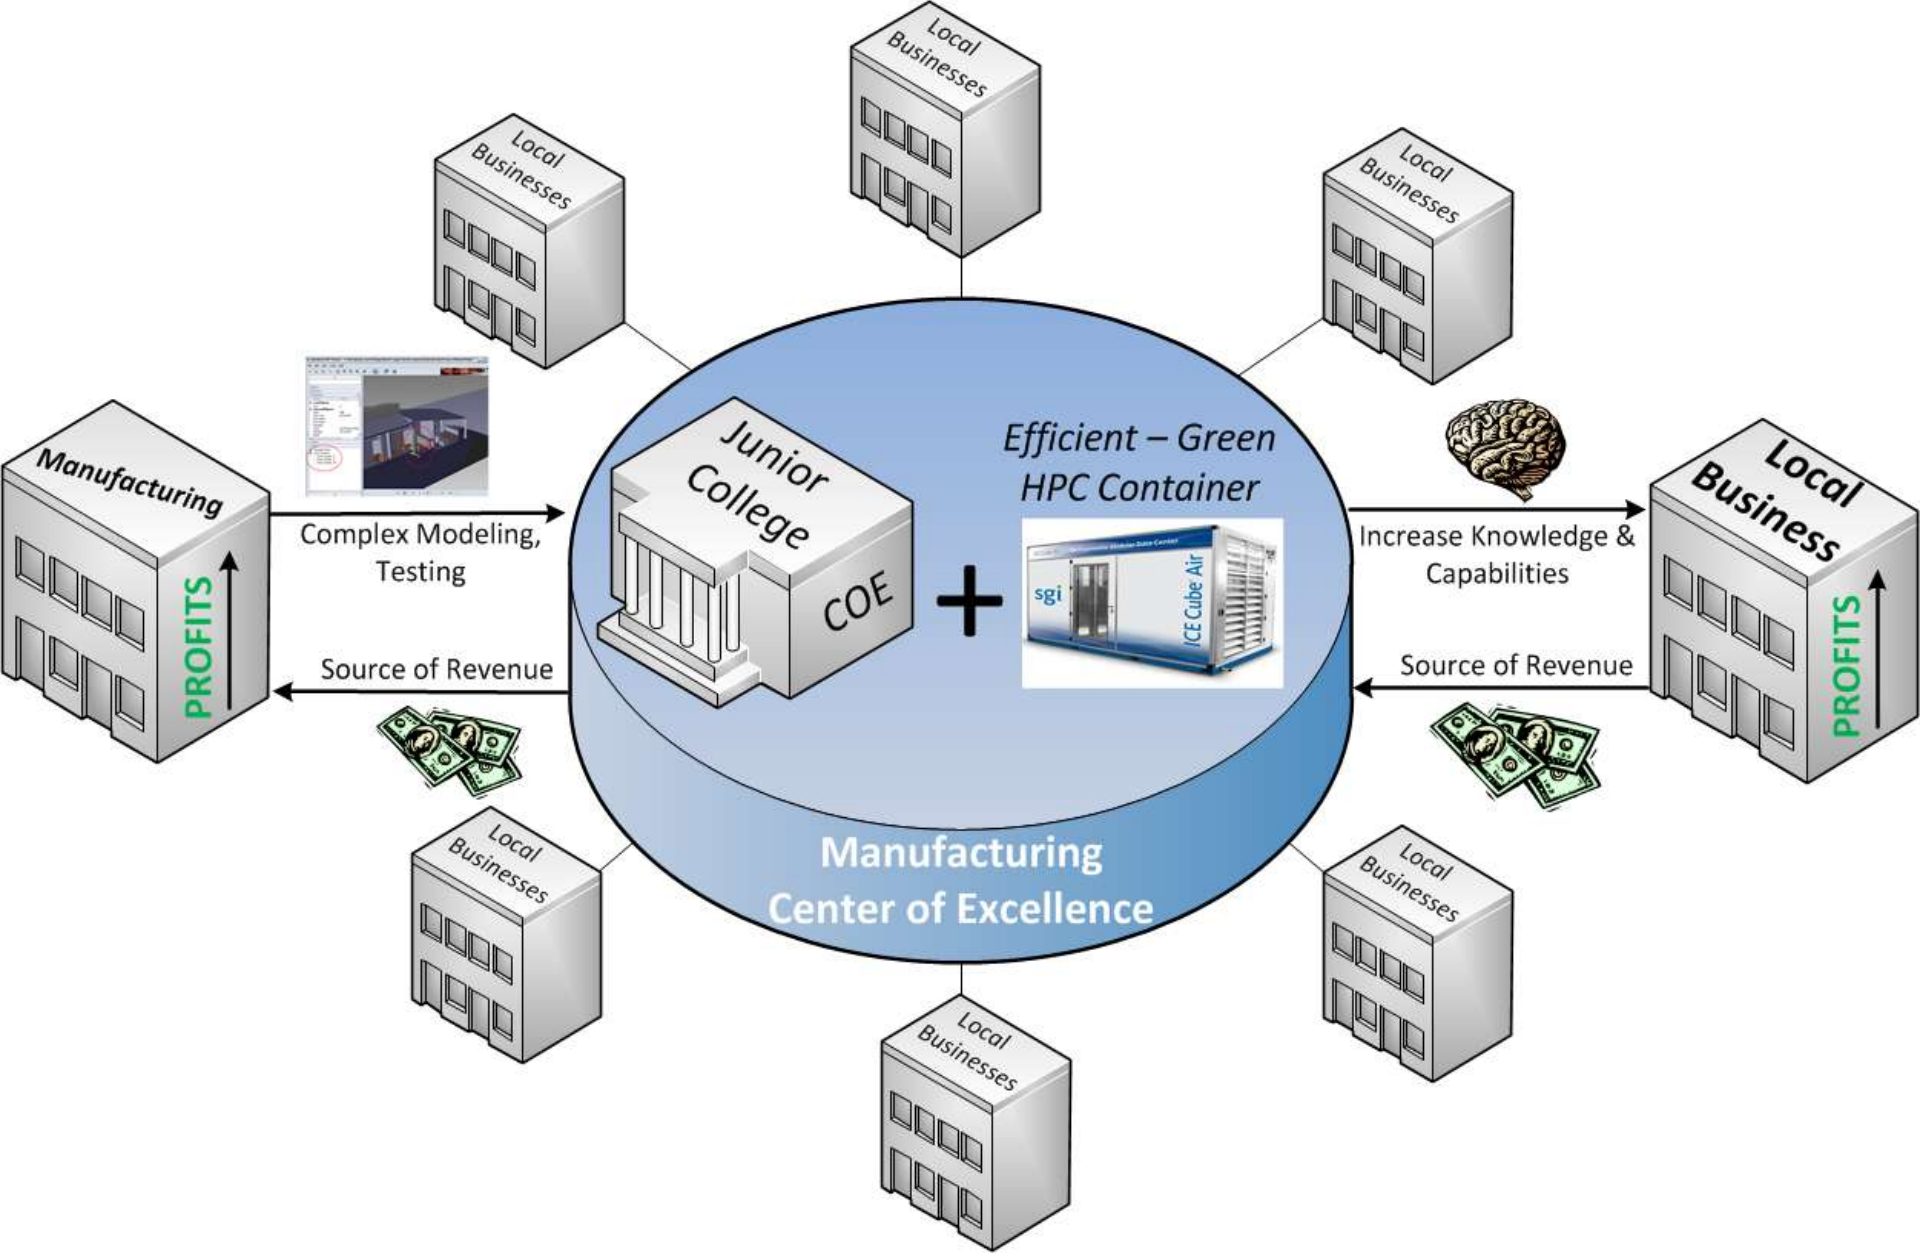 Local
Businesses
Local
Businesses
Local
Businesses
Manufacturing
PROFITS
Complex Modeling,
Testing
Source of Revenue
Junior
College
COE
+
Efficient – Green
HPC Container
sgi
ICE Cube Air
Increase Knowledge &
Capabilities
Source of Revenue
Local
Business
PROFITS
Manufacturing
Center of Excellence
Local
Businesses
Local
Businesses
Local
Businesses